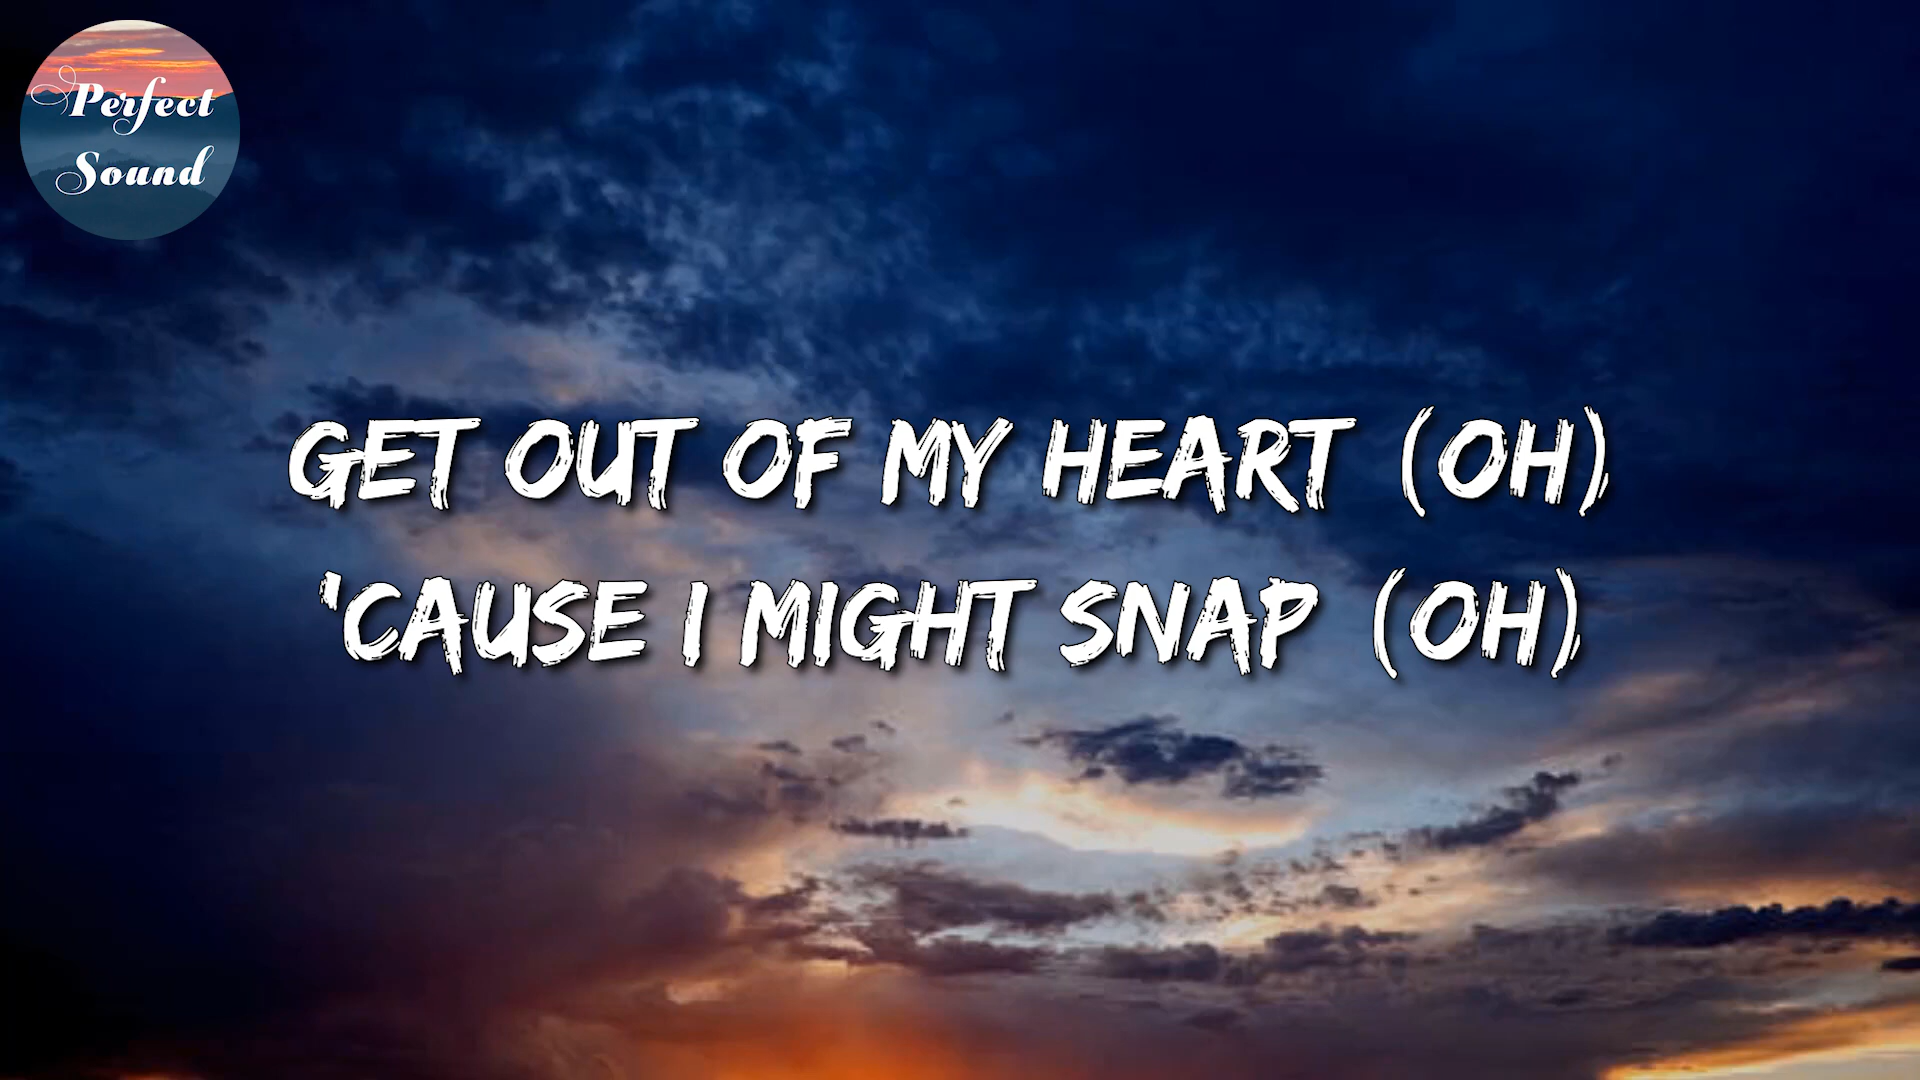 Perfect
Sound
GET OUT OF MY HEART (OH)
'CAUSE I MIGHT SNAP (OH)